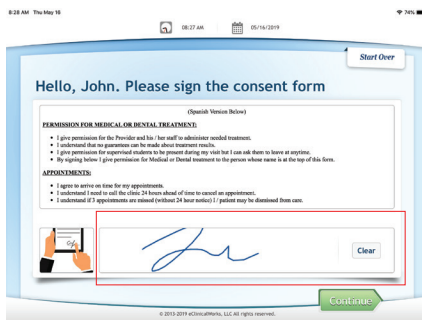 8:28 AM Thu May 16
74%
08:27 AM 05/16/2019
Start Over
Hello, John. Please sign the consent form
(Spanish Version Below)
PERMISSION FOR MEDICAL OR DENTAL TREATMENT:
• I give permission for the Provider and his / her staff to administer needed treatment.
• I understand that no guarantees can be made about treatment results.
• I give permission for supervised students to be present during my visit but I can ask them to leave at anytime.
• By signing below I give permission for Medical or Dental treatment to the person whose name is at the top of this form.
APPOINTMENTS:
• I agree to arrive on time for my appointments.
• I understand I need to call the clinic 24 hours ahead of time to cancel an appointment.
• I understand if 3 appointments are missed (without 24 hour notice) I / patient may be dismissed from care.
Clear
Continue
© 2013-2019 eClinicalWorks, LLC All rights reserved.